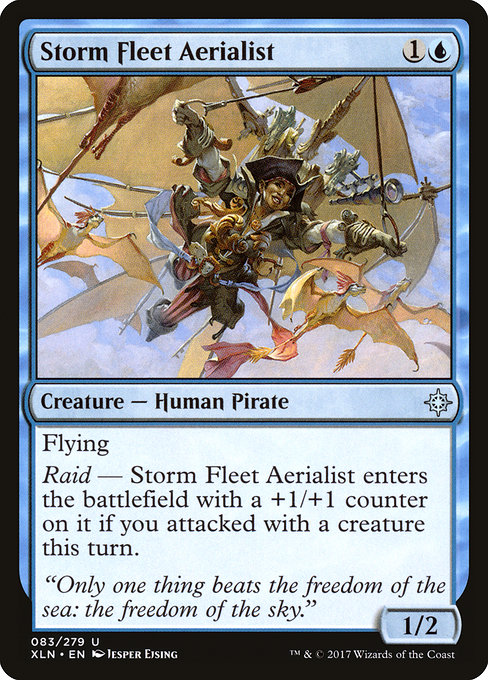 Storm Fleet Aerialist 1
Creature — Human Pirate
Flying
Raid — Storm Fleet Aerialist enters
the battlefield with a +1/+1 counter
on it if you attacked with a creature
this turn.
“Only one thing beats the freedom of the
sea: the freedom of the sky.”
1/2
083/279 U
XLN • EN Jesper Ejsing
™ & © 2017 Wizards of the Coast